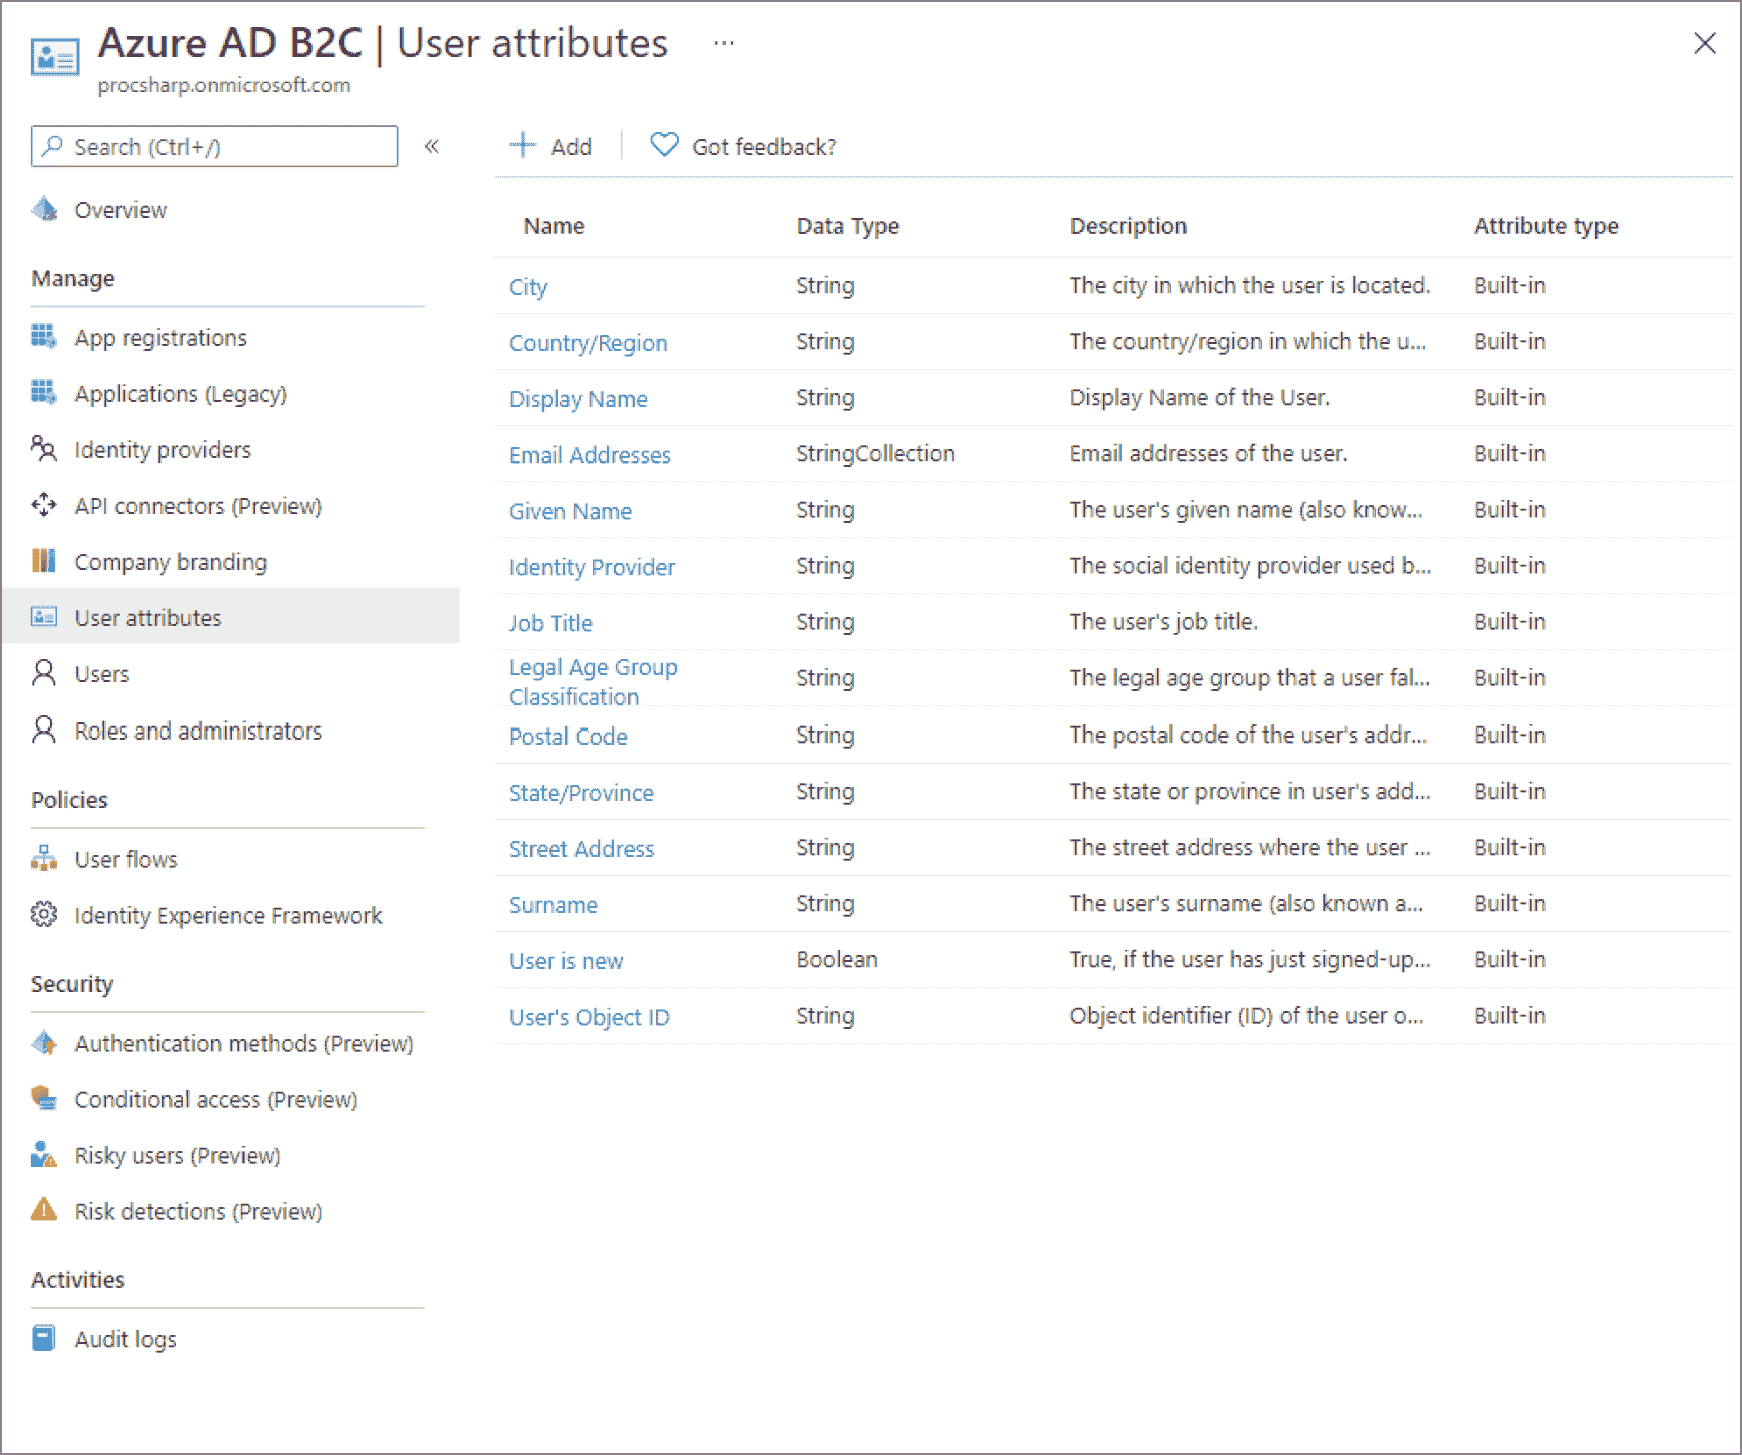 Azure AD B2C | User attributes ...
procsharp.onmicrosoft.com
Search (Ctrl+/)
«
Overview
Manage
App registrations
Applications (Legacy)
Identity providers
API connectors (Preview)
Company branding
User attributes
Users
Roles and administrators
Policies
User flows
Identity Experience Framework
Security
Authentication methods (Preview)
Conditional access (Preview)
Risky users (Preview)
Risk detections (Preview)
Activities
Audit logs
Add Got feedback?
Name Data Type Description Attribute type
City String The city in which the user is located. Built-in
Country/Region String The country/region in which the u... Built-in
Display Name String Display Name of the User. Built-in
Email Addresses StringCollection Email addresses of the user. Built-in
Given Name String The user's given name (also know... Built-in
Identity Provider String The social identity provider used b... Built-in
Job Title String The user's job title. Built-in
Legal Age Group
Classification String The legal age group that a user fal... Built-in
Postal Code String The postal code of the user's addr... Built-in
State/Province String The state or province in user's add... Built-in
Street Address String The street address where the user ... Built-in
Surname String The user's surname (also known a... Built-in
User is new Boolean True, if the user has just signed-up... Built-in
User's Object ID String Object identifier (ID) of the user o... Built-in